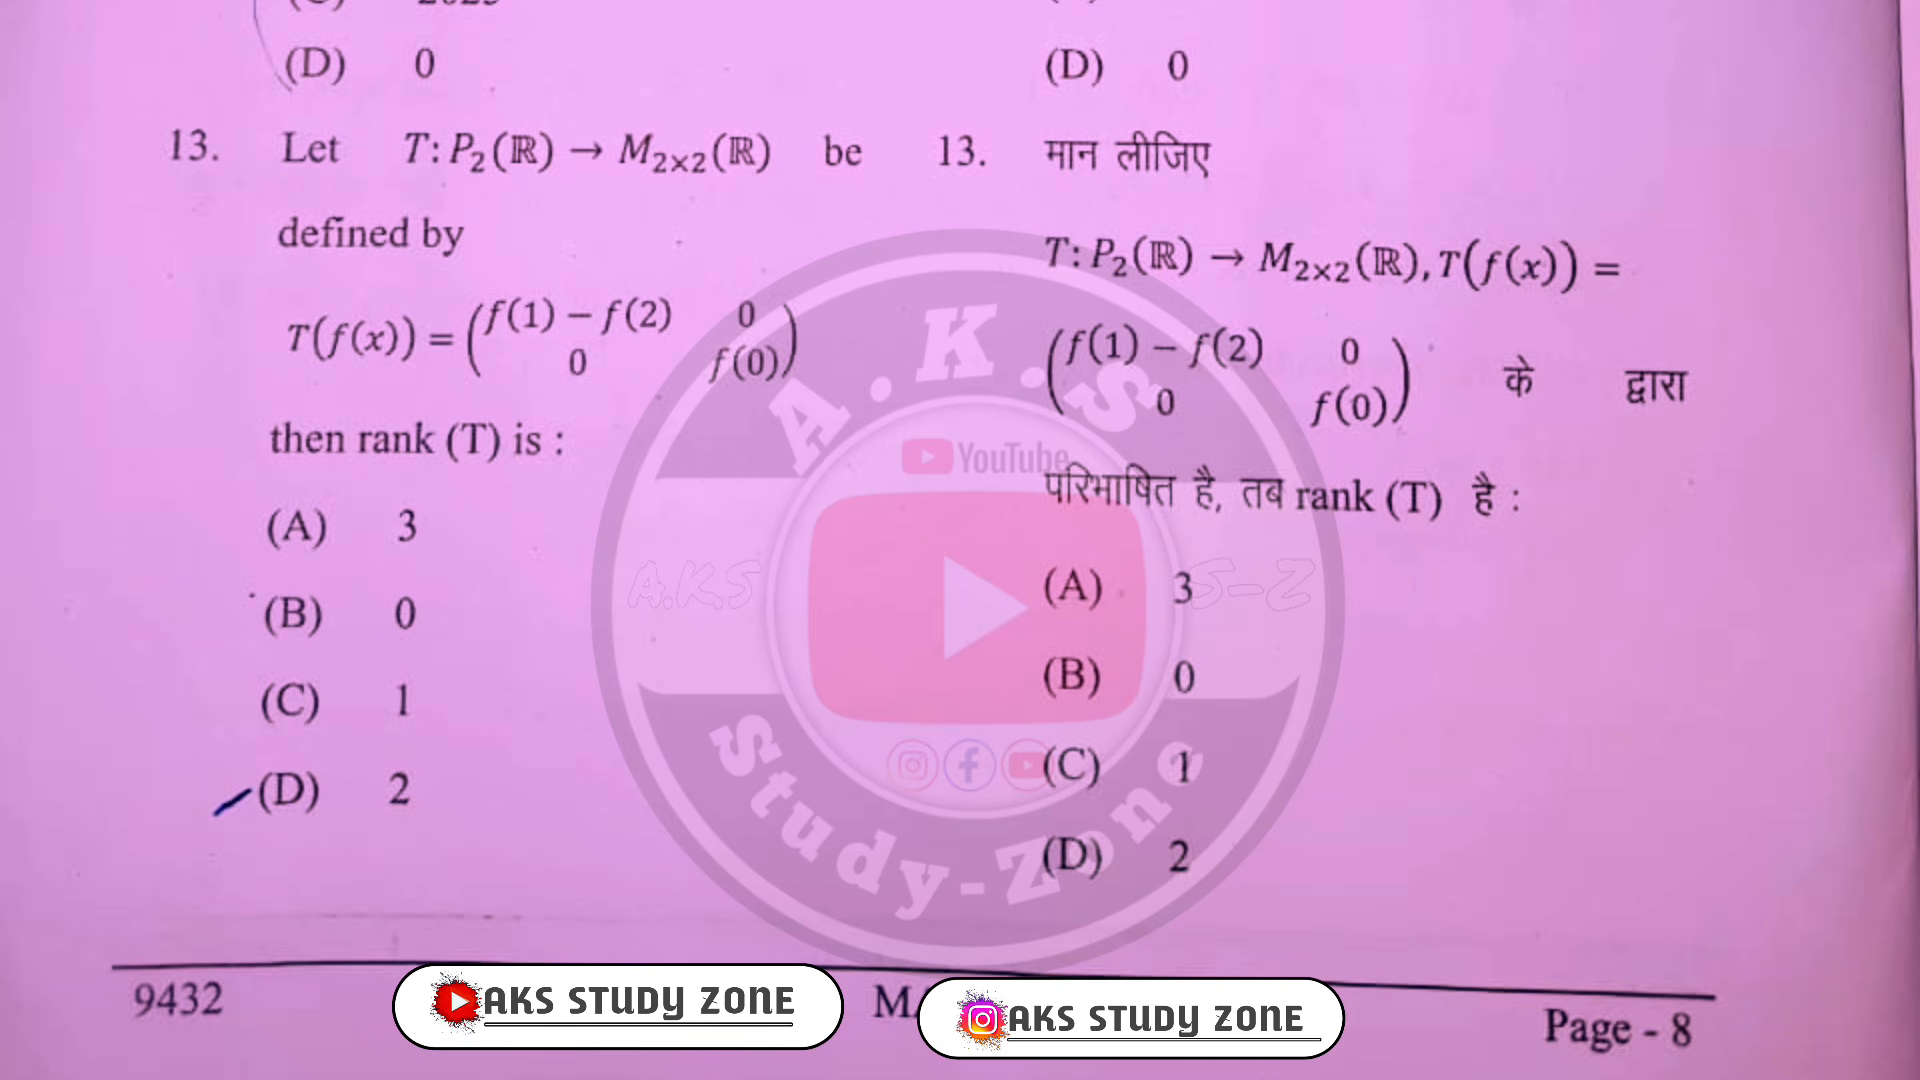 (D) 0
13. Let T: P₂(ℝ) → M₂ₓ₂(ℝ) be
defined by
T(f(x)) = (f(1) − f(2) 0
0 f(0))
then rank (T) is :
(A) 3
(B) 0
(C) 1
(D) 2
(D) 0
13. मान लीजिए
T: P₂(ℝ) → M₂ₓ₂(ℝ), T(f(x)) =
(f(1) − f(2) 0
0 f(0)) के द्वारा
परिभाषित है, तब rank (T) है :
(A) 3
(B) 0
(C) 1
(D) 2
A.K.S
YouTube
A.K.S S-Z
Study-Zone
9432
Page - 8
AKS STUDY ZONE
AKS STUDY ZONE